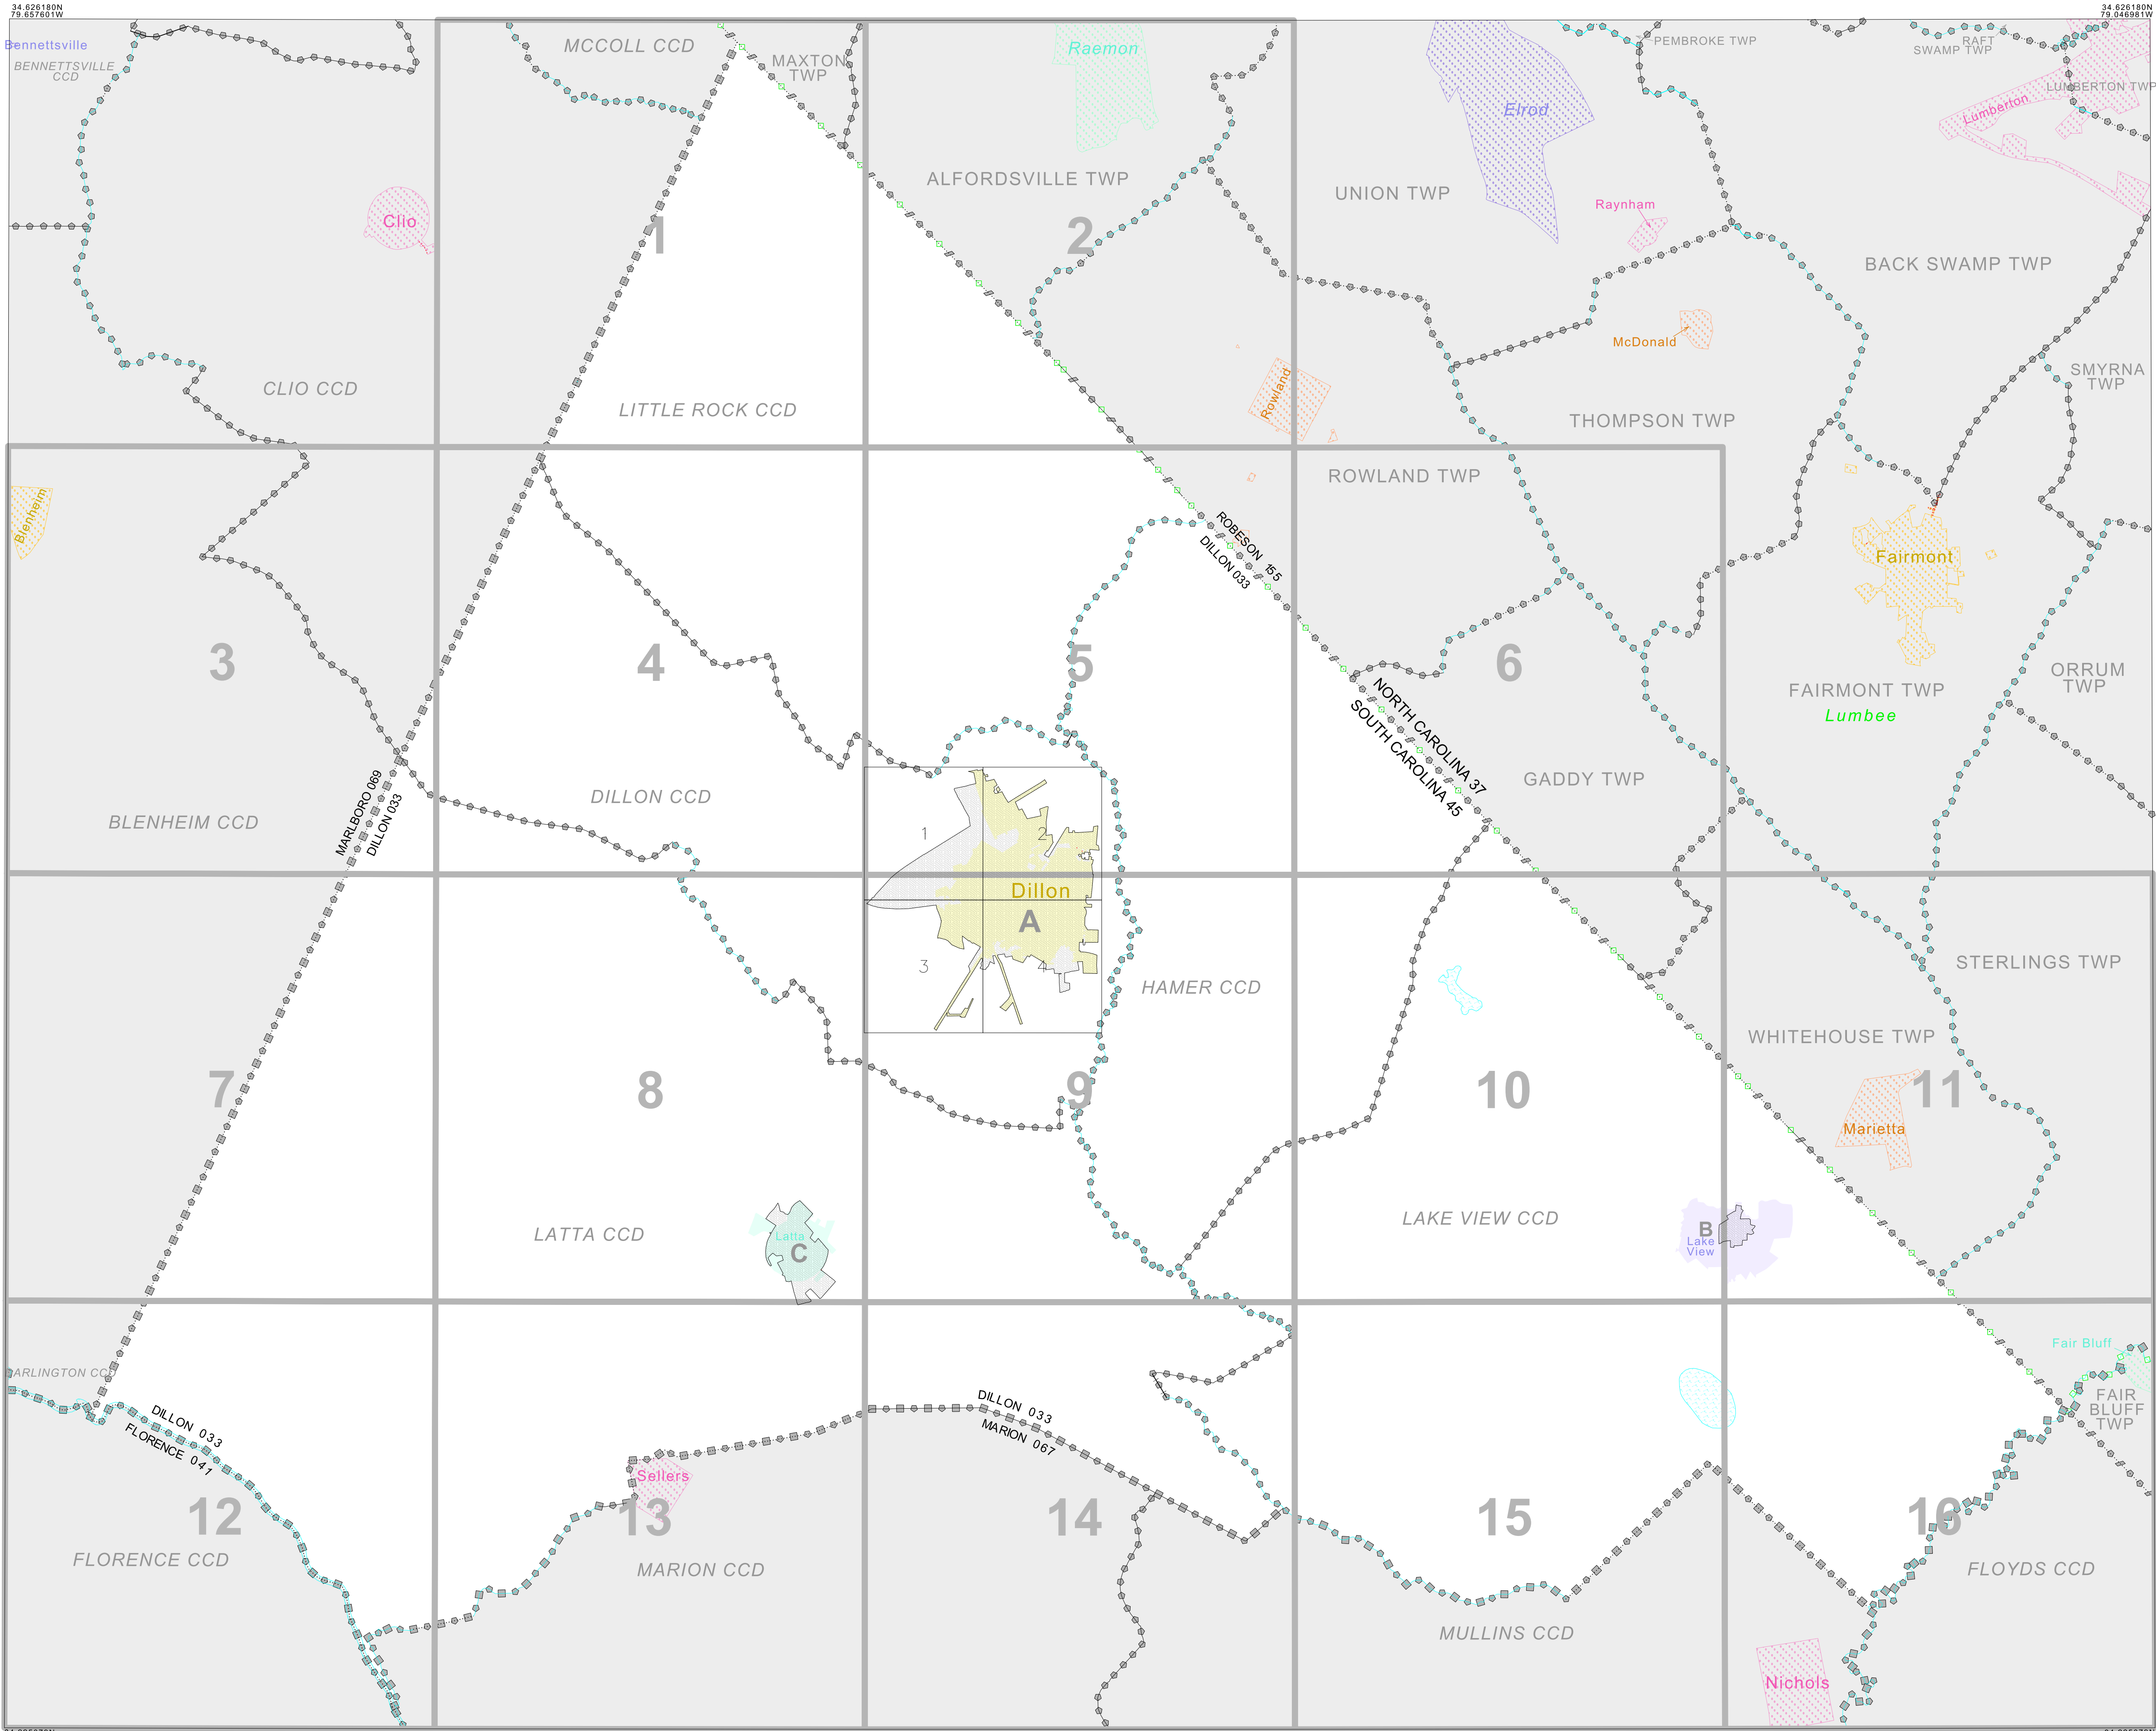 34.626180N
79.657601W
34.626180N
79.046981W
Bennettsville
BENNETTSVILLE
CCD
MCCOLL CCD
MAXTON
TWP
Raemon
PEMBROKE TWP
RAFT
SWAMP TWP
LUMBERTON TWP
Lumberton
Elrod
ALFORDSVILLE TWP
UNION TWP
Raynham
Clio
1
2
BACK SWAMP TWP
McDonald
SMYRNA
TWP
CLIO CCD
LITTLE ROCK CCD
Rowland
THOMPSON TWP
ROWLAND TWP
Blenheim
ROBESON 155
DILLON 033
Fairmont
3
4
5
6
ORRUM
TWP
FAIRMONT TWP
Lumbee
NORTH CAROLINA 37
SOUTH CAROLINA 45
GADDY TWP
DILLON CCD
BLENHEIM CCD
MARLBORO 069
DILLON 033
1
2
Dillon
A
3
4
HAMER CCD
STERLINGS TWP
WHITEHOUSE TWP
7
8
9
10
11
Marietta
LATTA CCD
Latta
C
LAKE VIEW CCD
B
Lake
View
Fair Bluff
FAIR
BLUFF
TWP
DILLON 033
FLORENCE 041
DILLON 033
MARION 067
Sellers
12
13
14
15
16
FLORENCE CCD
MARION CCD
FLOYDS CCD
MULLINS CCD
Nichols